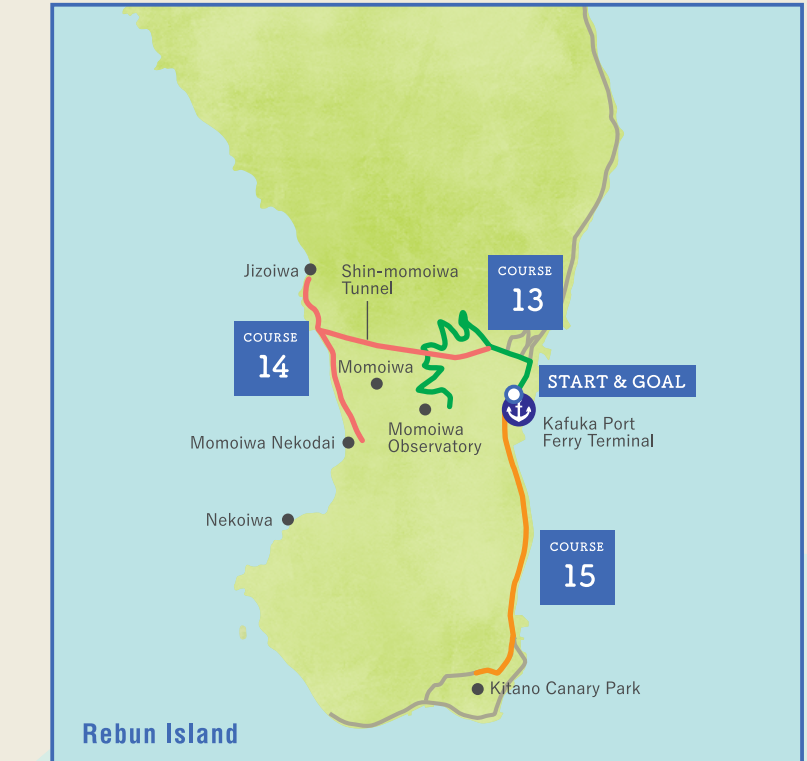 Jizoiwa
Shin-momoiwa
Tunnel
COURSE
13
COURSE
14
Momoiwa
START & GOAL
Momoiwa
Observatory
Kafuka Port
Ferry Terminal
Momoiwa Nekodai
Nekoiwa
COURSE
15
Kitano Canary Park
Rebun Island